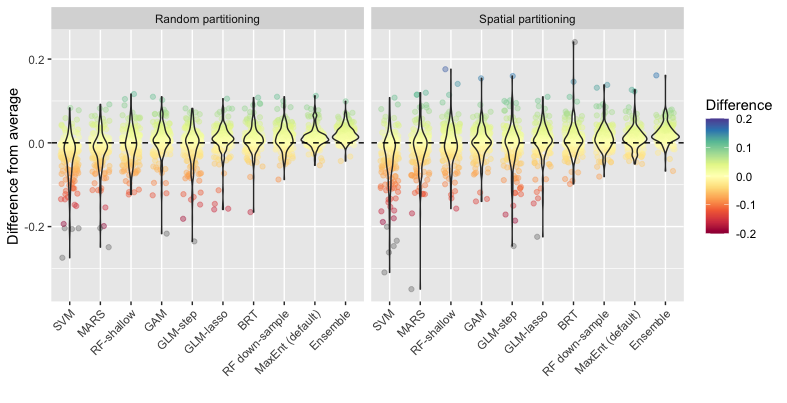 Random partitioning
Spatial partitioning
Difference from average
0.2
0.0
-0.2
SVM
MARS
RF-shallow
GAM
GLM-step
GLM-lasso
BRT
RF down-sample
MaxEnt (default)
Ensemble
SVM
MARS
RF-shallow
GAM
GLM-step
GLM-lasso
BRT
RF down-sample
MaxEnt (default)
Ensemble
Difference
0.2
0.1
0.0
-0.1
-0.2